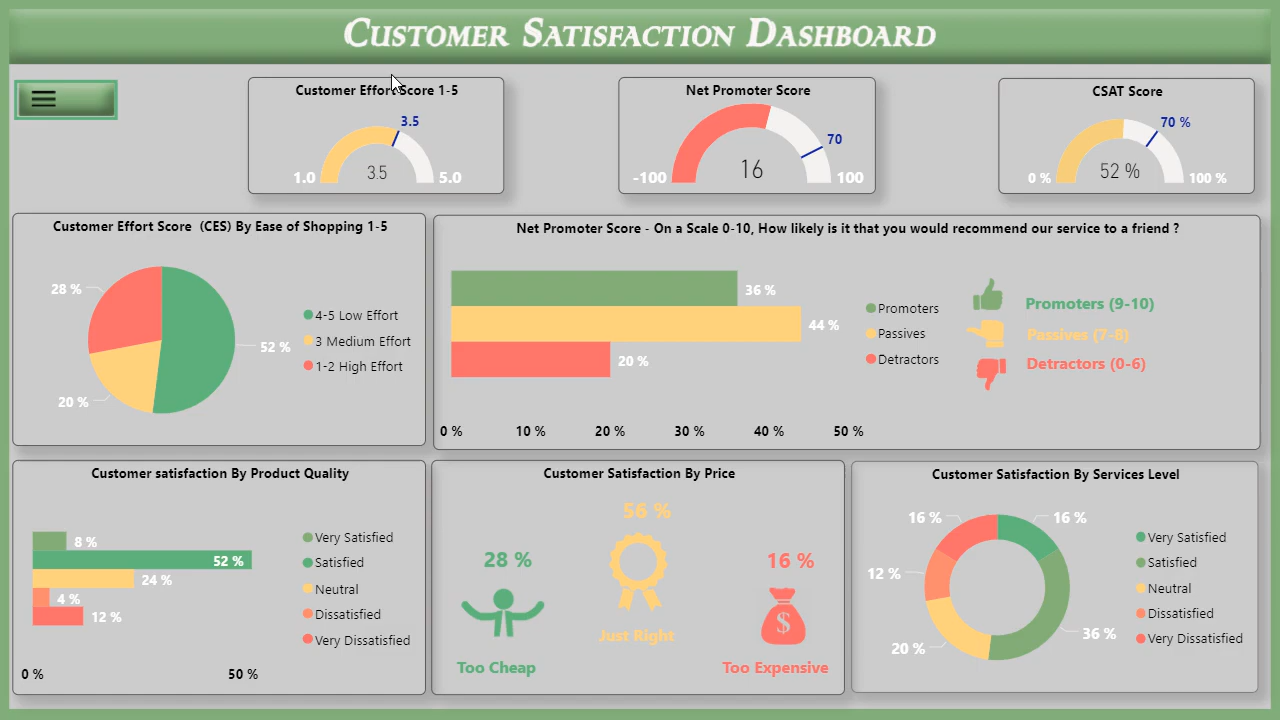 CUSTOMER SATISFACTION DASHBOARD
Customer Effort Score 1-5
3.5
3.5
1.0
5.0
Net Promoter Score
70
16
-100
100
CSAT Score
70 %
52 %
0 %
100 %
Customer Effort Score (CES) By Ease of Shopping 1-5
28 %
52 %
20 %
4-5 Low Effort
3 Medium Effort
1-2 High Effort
Net Promoter Score - On a Scale 0-10, How likely is it that you would recommend our service to a friend ?
36 %
44 %
20 %
0 %
10 %
20 %
30 %
40 %
50 %
Promoters
Passives
Detractors
Promoters (9-10)
Passives (7-8)
Detractors (0-6)
Customer satisfaction By Product Quality
8 %
52 %
24 %
4 %
12 %
0 %
50 %
Very Satisfied
Satisfied
Neutral
Dissatisfied
Very Dissatisfied
Customer Satisfaction By Price
28 %
Too Cheap
56 %
Just Right
16 %
$
Too Expensive
Customer Satisfaction By Services Level
16 %
16 %
12 %
20 %
36 %
Very Satisfied
Satisfied
Neutral
Dissatisfied
Very Dissatisfied